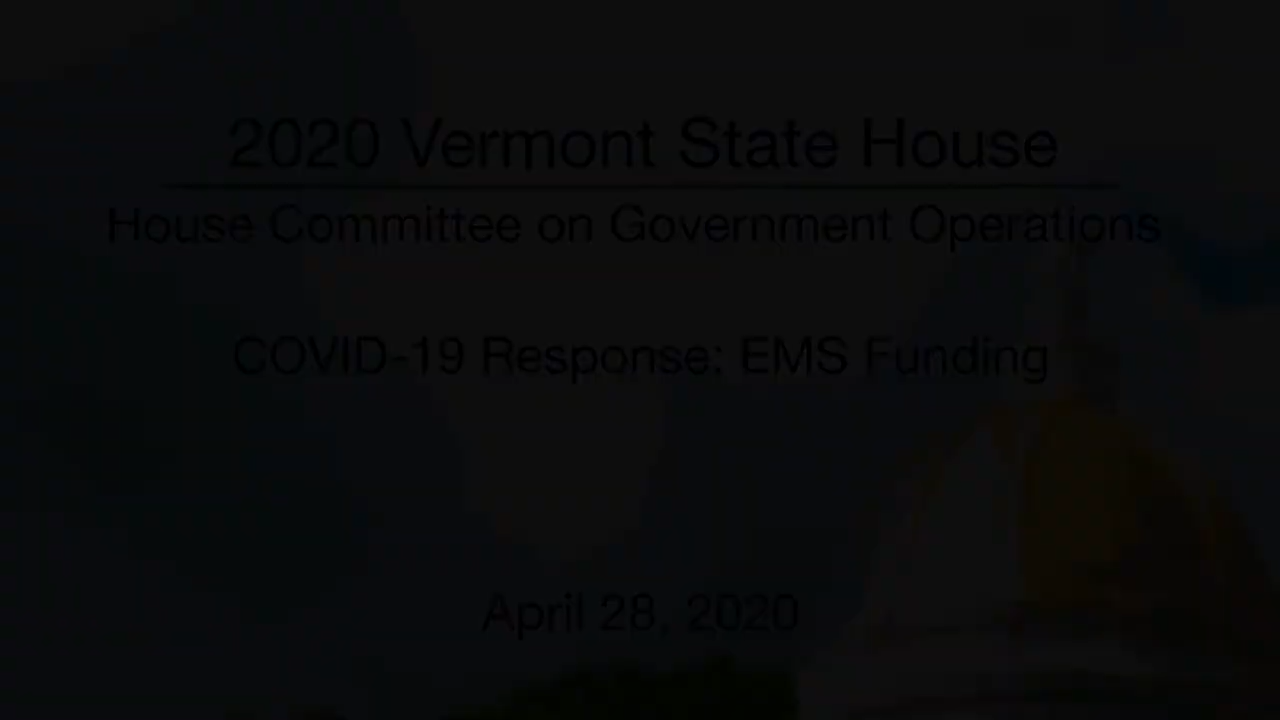 2020 Vermont State House
House Committee on Government Operations
COVID-19 Response: EMS Funding
April 28, 2020